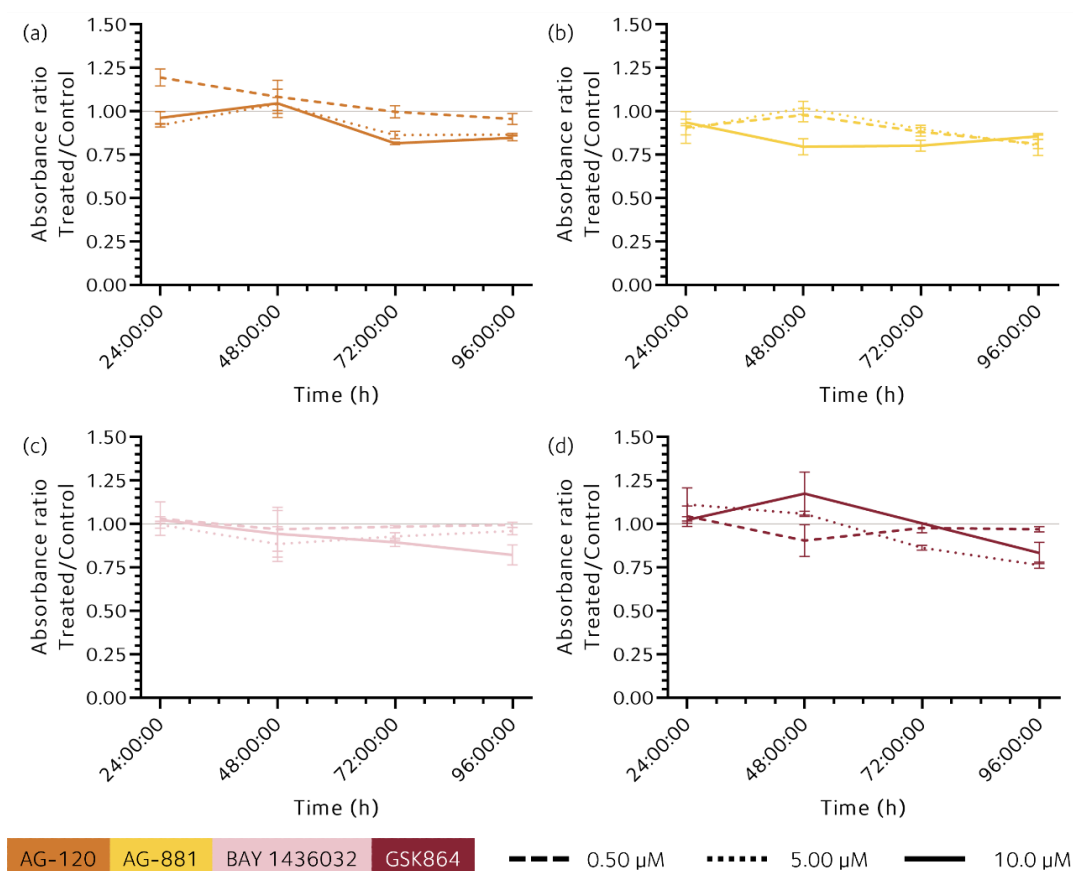 (a)
Absorbance ratio
Treated/Control
1.50
1.25
1.00
0.75
0.50
0.25
0.00
24:00:00
48:00:00
72:00:00
96:00:00
Time (h)
(b)
Absorbance ratio
Treated/Control
1.50
1.25
1.00
0.75
0.50
0.25
0.00
24:00:00
48:00:00
72:00:00
96:00:00
Time (h)
(c)
Absorbance ratio
Treated/Control
1.50
1.25
1.00
0.75
0.50
0.25
0.00
24:00:00
48:00:00
72:00:00
96:00:00
Time (h)
(d)
Absorbance ratio
Treated/Control
1.50
1.25
1.00
0.75
0.50
0.25
0.00
24:00:00
48:00:00
72:00:00
96:00:00
Time (h)
AG-120 AG-881 BAY 1436032 GSK864 0.50 µM 5.00 µM 10.0 µM